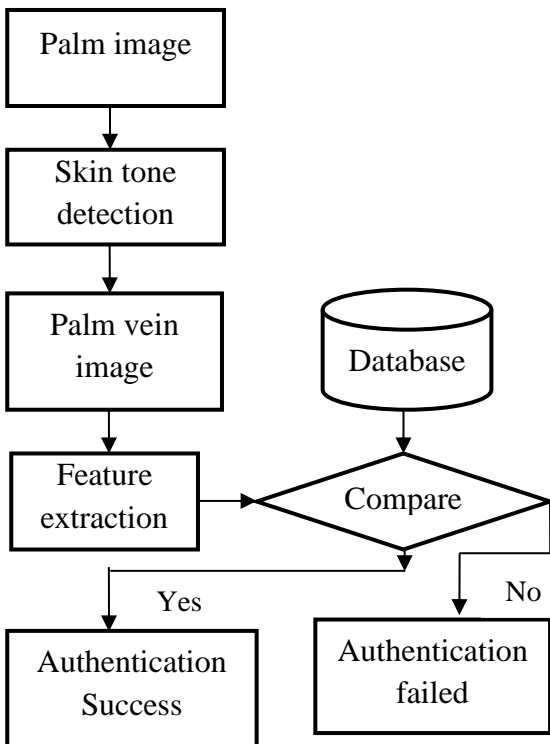 Palm image
Skin tone
detection
Palm vein
image
Database
Feature
extraction
Compare
Yes
No
Authentication
Success
Authentication
failed